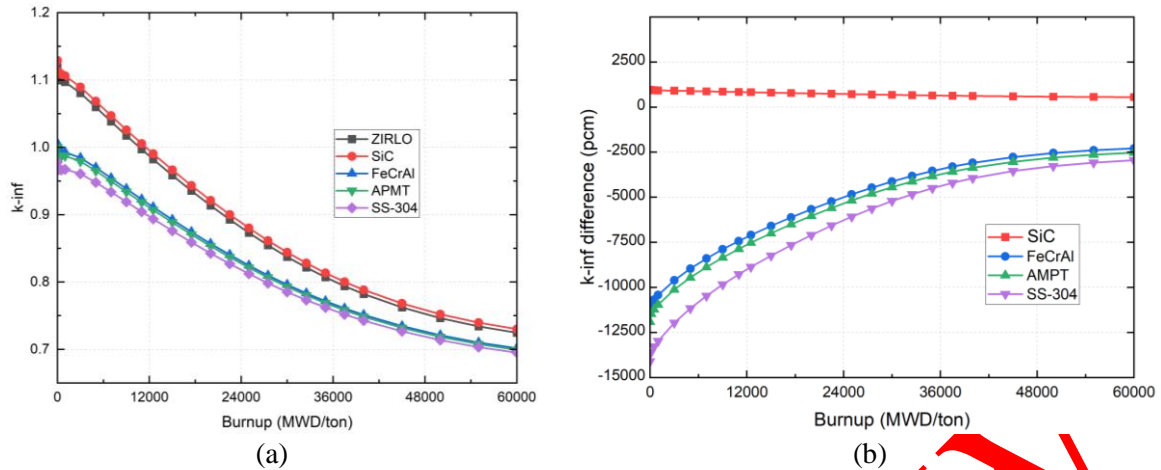 1.2
1.1
1.0
0.9
0.8
0.7
k-inf
ZIRLO
SiC
FeCrAl
APMT
SS-304
0 12000 24000 36000 48000 60000
Burnup (MWD/ton)
(a)
2500
0
-2500
-5000
-7500
-10000
-12500
-15000
k-inf difference (pcm)
SiC
FeCrAl
AMPT
SS-304
0 12000 24000 36000 48000 60000
Burnup (MWD/ton)
(b)